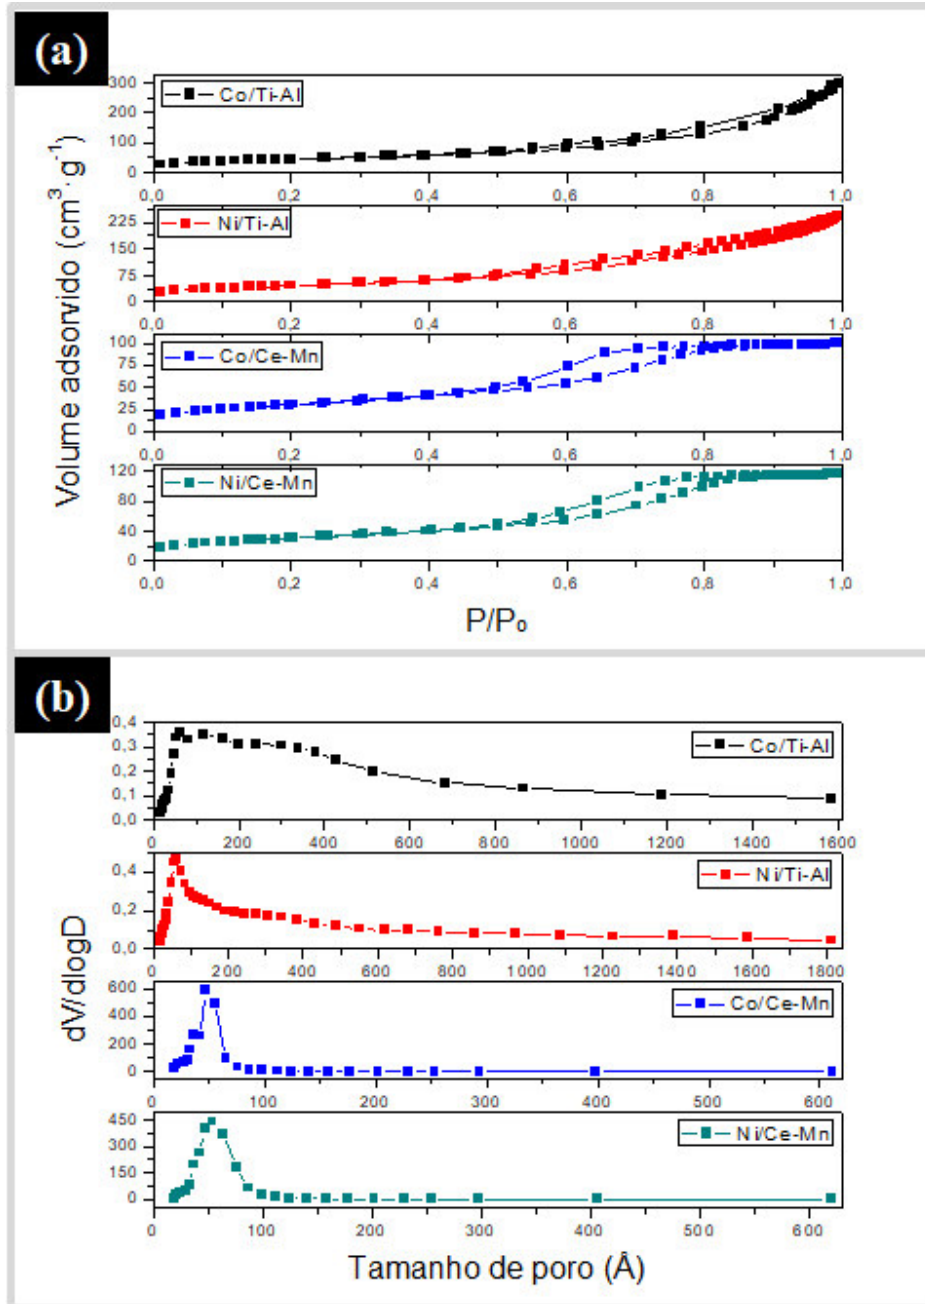 (a)
Volume adsorvido (cm³·g⁻¹)
Co/Ti-Al
300
200
100
0
0,0 0,2 0,4 0,6 0,8 1,0
Ni/Ti-Al
225
150
75
0
0,0 0,2 0,4 0,6 0,8 1,0
Co/Ce-Mn
100
75
50
25
0
0,0 0,2 0,4 0,6 0,8 1,0
Ni/Ce-Mn
120
80
40
0
0,0 0,2 0,4 0,6 0,8 1,0
P/P₀
(b)
dV/dlogD
Co/Ti-Al
0,4
0,3
0,2
0,1
0,0
0 200 400 600 800 1000 1200 1400 1600
Ni/Ti-Al
0,4
0,2
0,0
0 200 400 600 800 1000 1200 1400 1600 1800
Co/Ce-Mn
600
400
200
0
0 100 200 300 400 500 600
Ni/Ce-Mn
450
300
150
0
0 100 200 300 400 500 600
Tamanho de poro (Å)